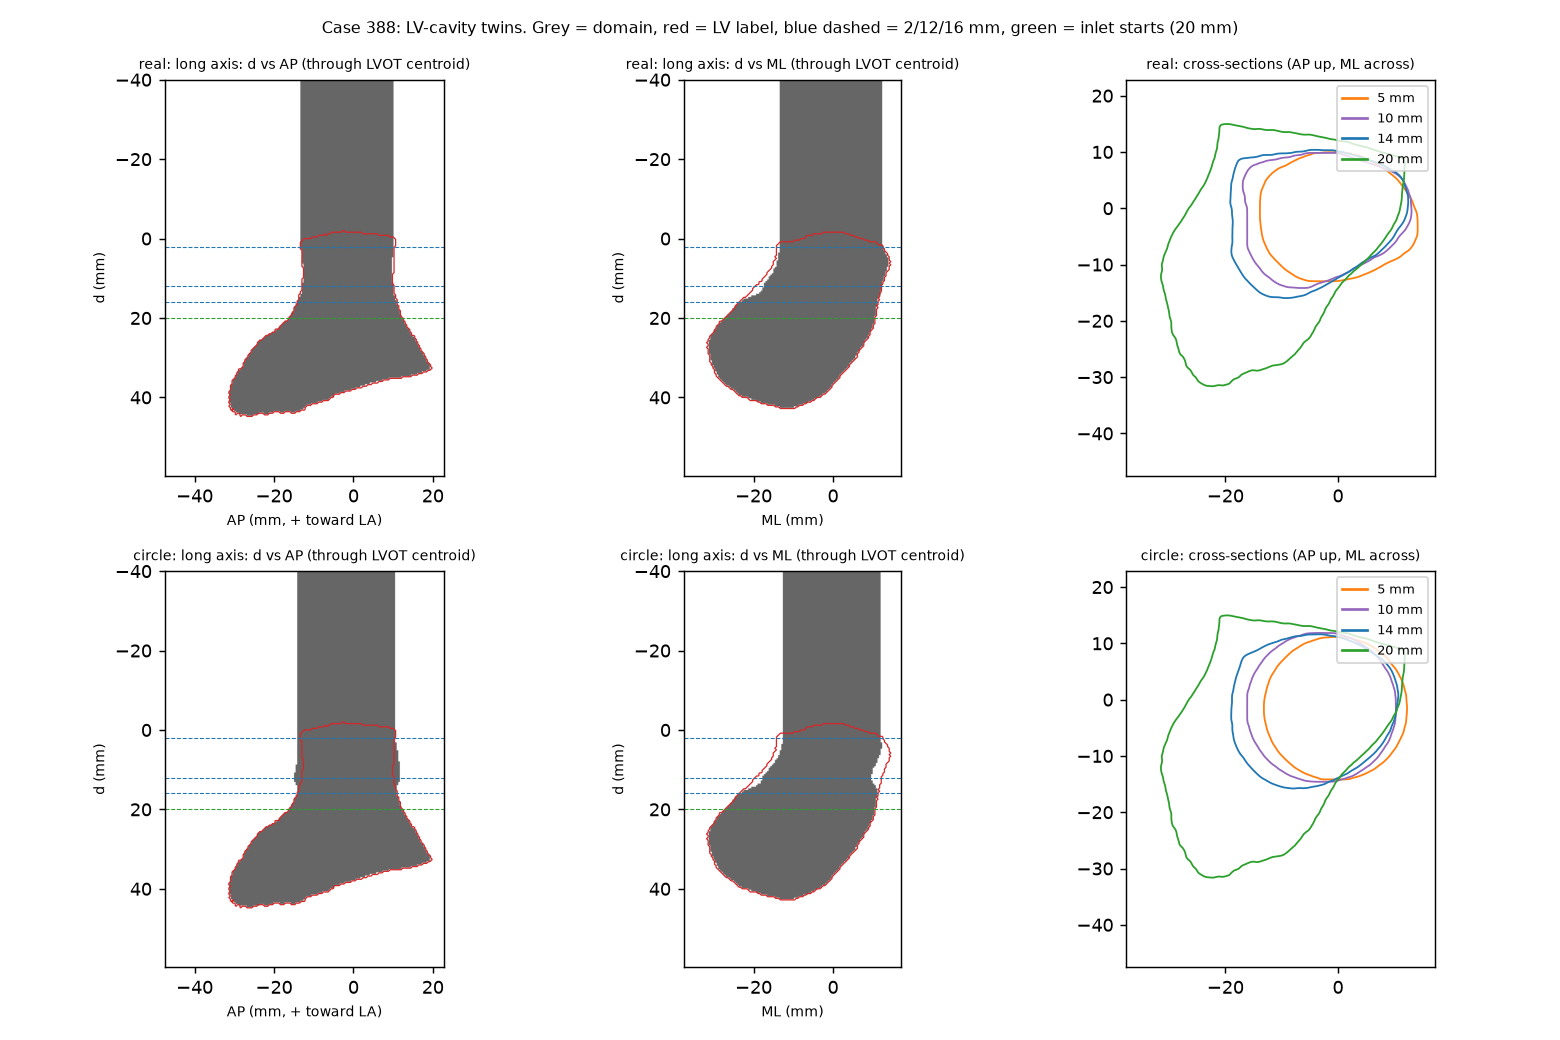 Case 388: LV-cavity twins. Grey = domain, red = LV label, blue dashed = 2/12/16 mm, green = inlet starts (20 mm)
real: long axis: d vs AP (through LVOT centroid)
−40
−20
0
20
40
d (mm)
−40 −20 0 20
AP (mm, + toward LA)
real: long axis: d vs ML (through LVOT centroid)
−40
−20
0
20
40
d (mm)
−20 0
ML (mm)
real: cross-sections (AP up, ML across)
5 mm
10 mm
14 mm
20 mm
20
10
0
−10
−20
−30
−40
−20 0
circle: long axis: d vs AP (through LVOT centroid)
−40
−20
0
20
40
d (mm)
−40 −20 0 20
AP (mm, + toward LA)
circle: long axis: d vs ML (through LVOT centroid)
−40
−20
0
20
40
d (mm)
−20 0
ML (mm)
circle: cross-sections (AP up, ML across)
5 mm
10 mm
14 mm
20 mm
20
10
0
−10
−20
−30
−40
−20 0